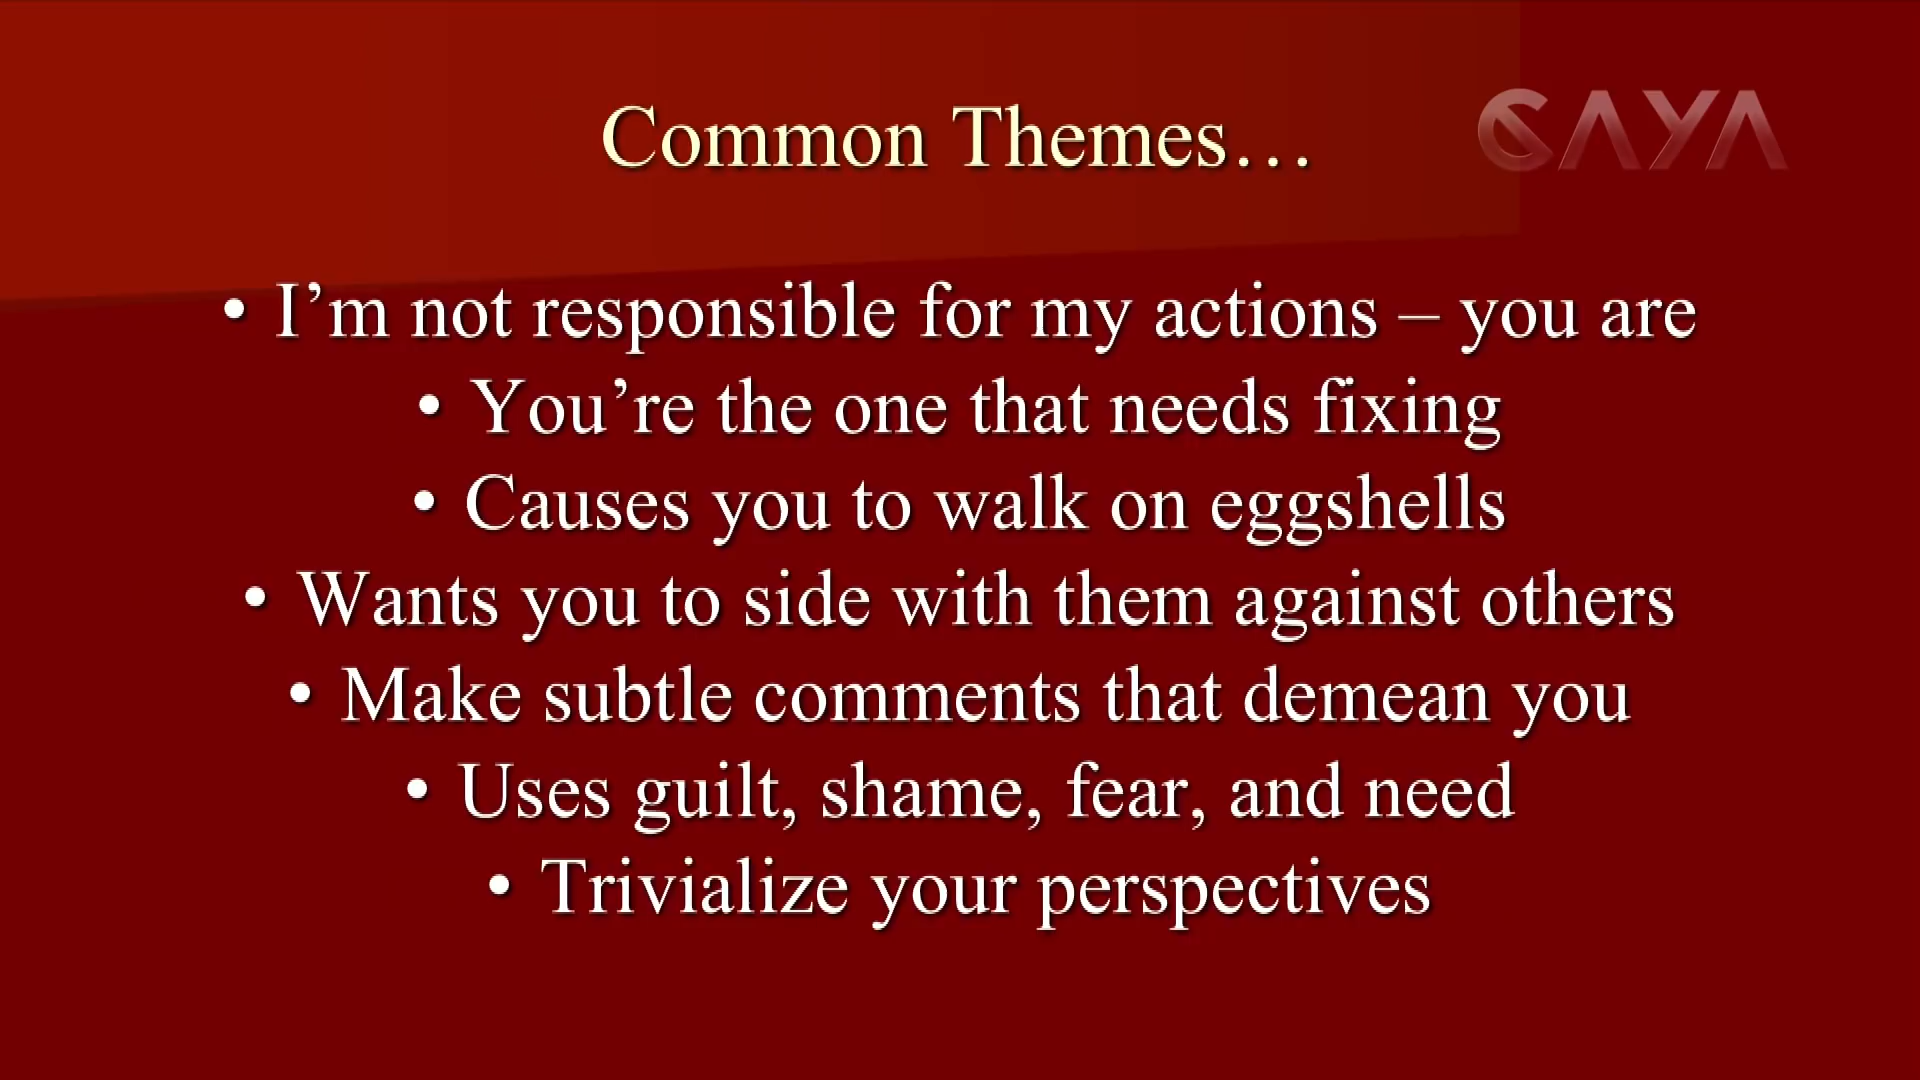 Common Themes…
GAYA
• I’m not responsible for my actions – you are
• You’re the one that needs fixing
• Causes you to walk on eggshells
• Wants you to side with them against others
• Make subtle comments that demean you
• Uses guilt, shame, fear, and need
• Trivialize your perspectives